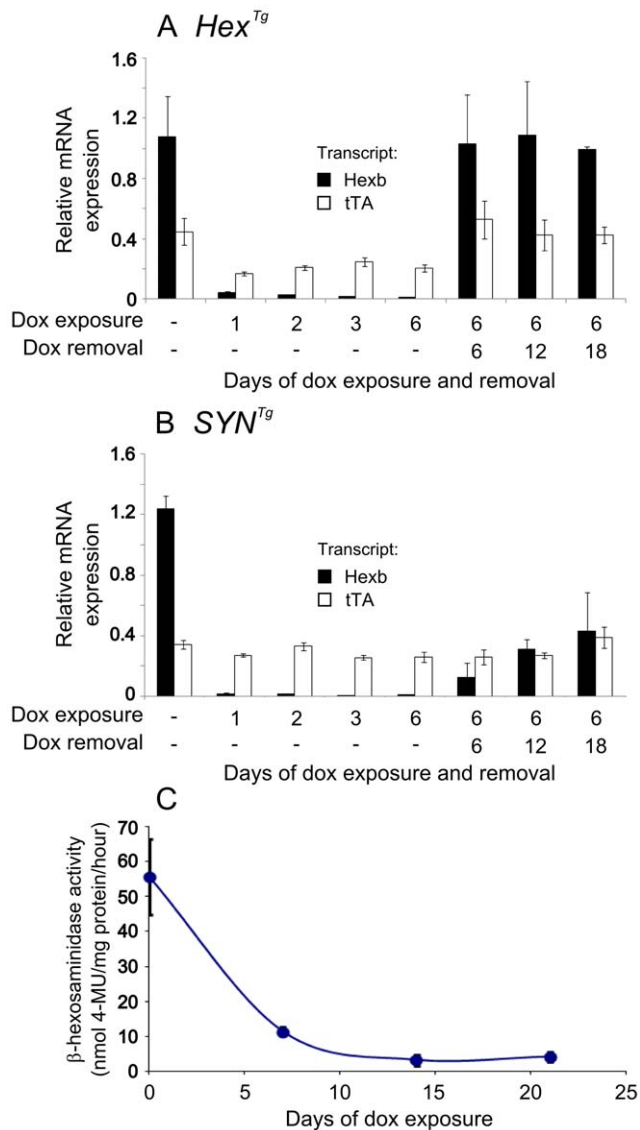 A Hex^Tg
1.6
1.2
0.8
0.4
0
Relative mRNA
expression
Transcript:
Hexb
tTA
Dox exposure - 1 2 3 6 6 6 6
Dox removal - - - - - 6 12 18
Days of dox exposure and removal
B SYN^Tg
1.6
1.2
0.8
0.4
0
Relative mRNA
expression
Transcript:
Hexb
tTA
Dox exposure - 1 2 3 6 6 6 6
Dox removal - - - - - 6 12 18
Days of dox exposure and removal
C
70
60
50
40
30
20
10
0
β-hexosaminidase activity
(nmol 4-MU/mg protein/hour)
0 5 10 15 20 25
Days of dox exposure